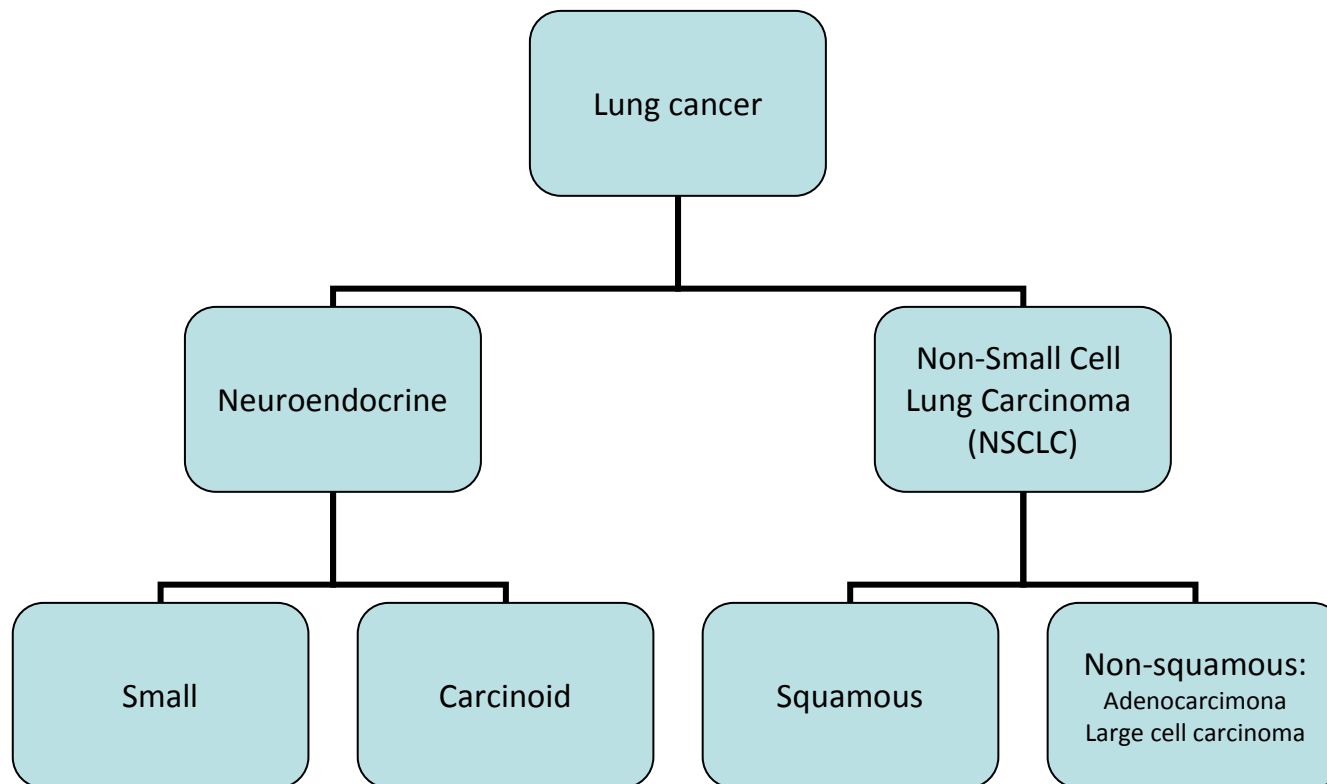 Lung cancer
Neuroendocrine
Non-Small Cell
Lung Carcinoma
(NSCLC)
Small
Carcinoid
Squamous
Non-squamous:
Adenocarcimona
Large cell carcinoma